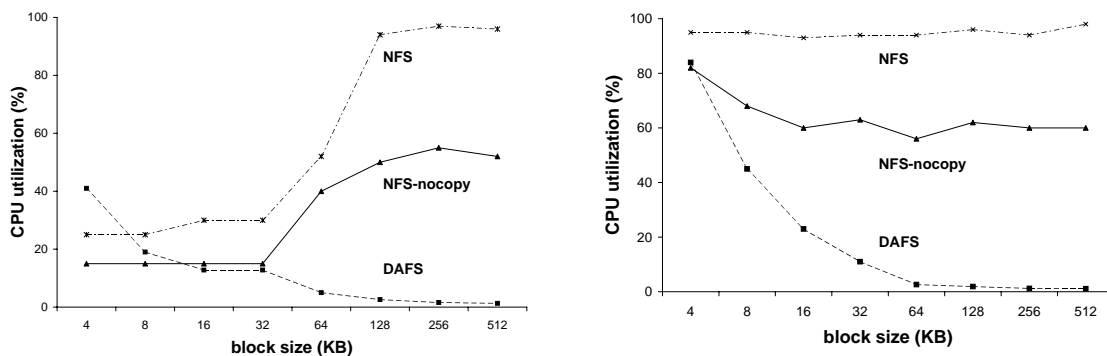 100
80
60
40
20
0
CPU utilization (%)
NFS
NFS-nocopy
DAFS
4 8 16 32 64 128 256 512
block size (KB)
100
80
60
40
20
0
CPU utilization (%)
NFS
NFS-nocopy
DAFS
4 8 16 32 64 128 256 512
block size (KB)